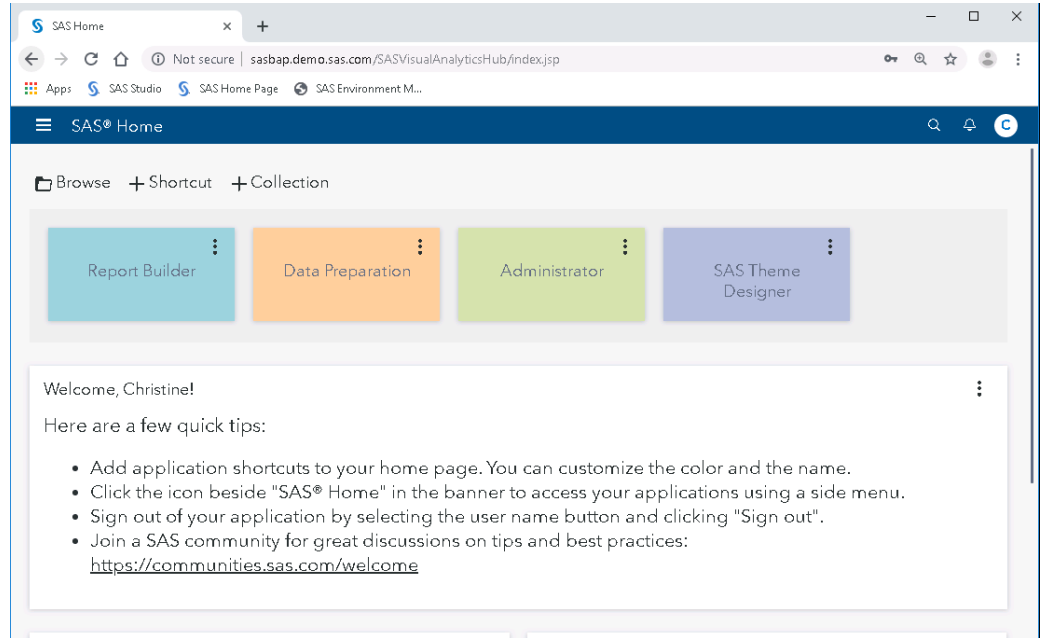 SAS Home
Not secure | sasbap.demo.sas.com/SASVisualAnalyticsHub/index.jsp
Apps SAS Studio SAS Home Page SAS Environment M...
SAS® Home C
Browse + Shortcut + Collection
Report Builder Data Preparation Administrator SAS Theme
Designer
Welcome, Christine!
Here are a few quick tips:
• Add application shortcuts to your home page. You can customize the color and the name.
• Click the icon beside "SAS® Home" in the banner to access your applications using a side menu.
• Sign out of your application by selecting the user name button and clicking "Sign out".
• Join a SAS community for great discussions on tips and best practices:
https://communities.sas.com/welcome